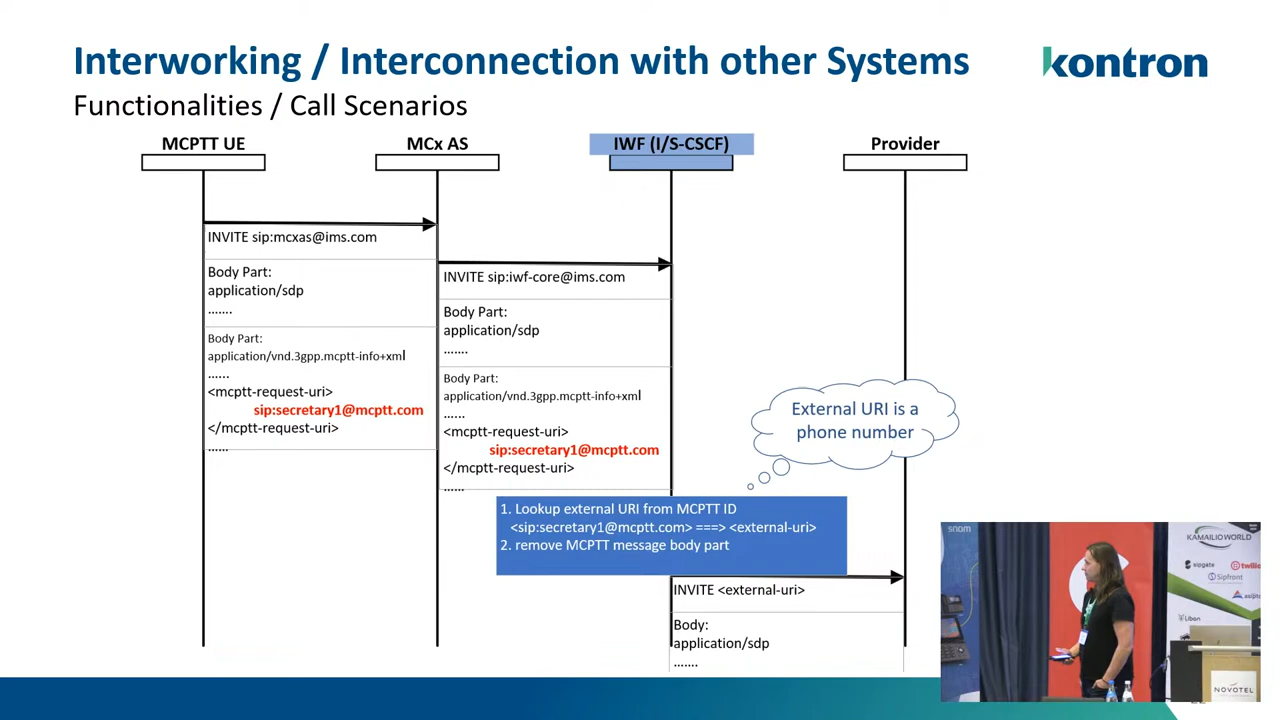 Interworking / Interconnection with other Systems
kontron
Functionalities / Call Scenarios
MCPTT UE
MCx AS
IWF (I/S-CSCF)
Provider
INVITE sip:mcxas@ims.com
Body Part:
application/sdp
.......
Body Part:
application/vnd.3gpp.mcptt-info+xml
......
<mcptt-request-uri>
sip:secretary1@mcptt.com
</mcptt-request-uri>
......
INVITE sip:iwf-core@ims.com
Body Part:
application/sdp
.......
Body Part:
application/vnd.3gpp.mcptt-info+xml
......
<mcptt-request-uri>
sip:secretary1@mcptt.com
</mcptt-request-uri>
......
External URI is a
phone number
1. Lookup external URI from MCPTT ID
<sip:secretary1@mcptt.com> ===> <external-uri>
2. remove MCPTT message body part
INVITE <external-uri>
Body:
application/sdp
.......
snom
KAMAILIO WORLD
sipgate
twilio
Sipfront
Libon
NOVOTEL